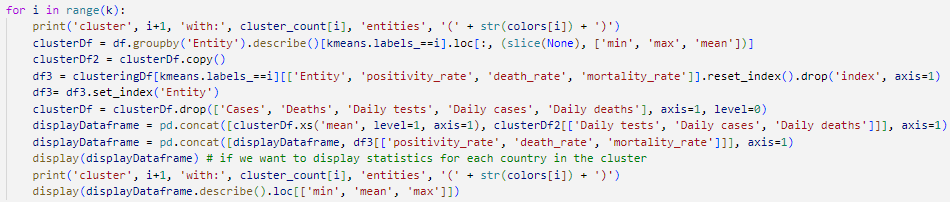 for i in range(k):
    print('cluster', i+1, 'with:', cluster_count[i], 'entities', '(' + str(colors[i]) + ')')
    clusterDf = df.groupby('Entity').describe()[kmeans.labels_==i].loc[:, (slice(None), ['min', 'max', 'mean'])]
    clusterDf2 = clusterDf.copy()
    df3 = clusteringDf[kmeans.labels_==i][['Entity', 'positivity_rate', 'death_rate', 'mortality_rate']].reset_index().drop('index', axis=1)
    df3= df3.set_index('Entity')
    clusterDf = clusterDf.drop(['Cases', 'Deaths', 'Daily tests', 'Daily cases', 'Daily deaths'], axis=1, level=0)
    displayDataframe = pd.concat([clusterDf.xs('mean', level=1, axis=1), clusterDf2[['Daily tests', 'Daily cases', 'Daily deaths']]], axis=1)
    displayDataframe = pd.concat([displayDataframe, df3[['positivity_rate', 'death_rate', 'mortality_rate']]], axis=1)
    display(displayDataframe) # if we want to display statistics for each country in the cluster
    print('cluster', i+1, 'with:', cluster_count[i], 'entities', '(' + str(colors[i]) + ')')
    display(displayDataframe.describe().loc[['min', 'mean', 'max']])